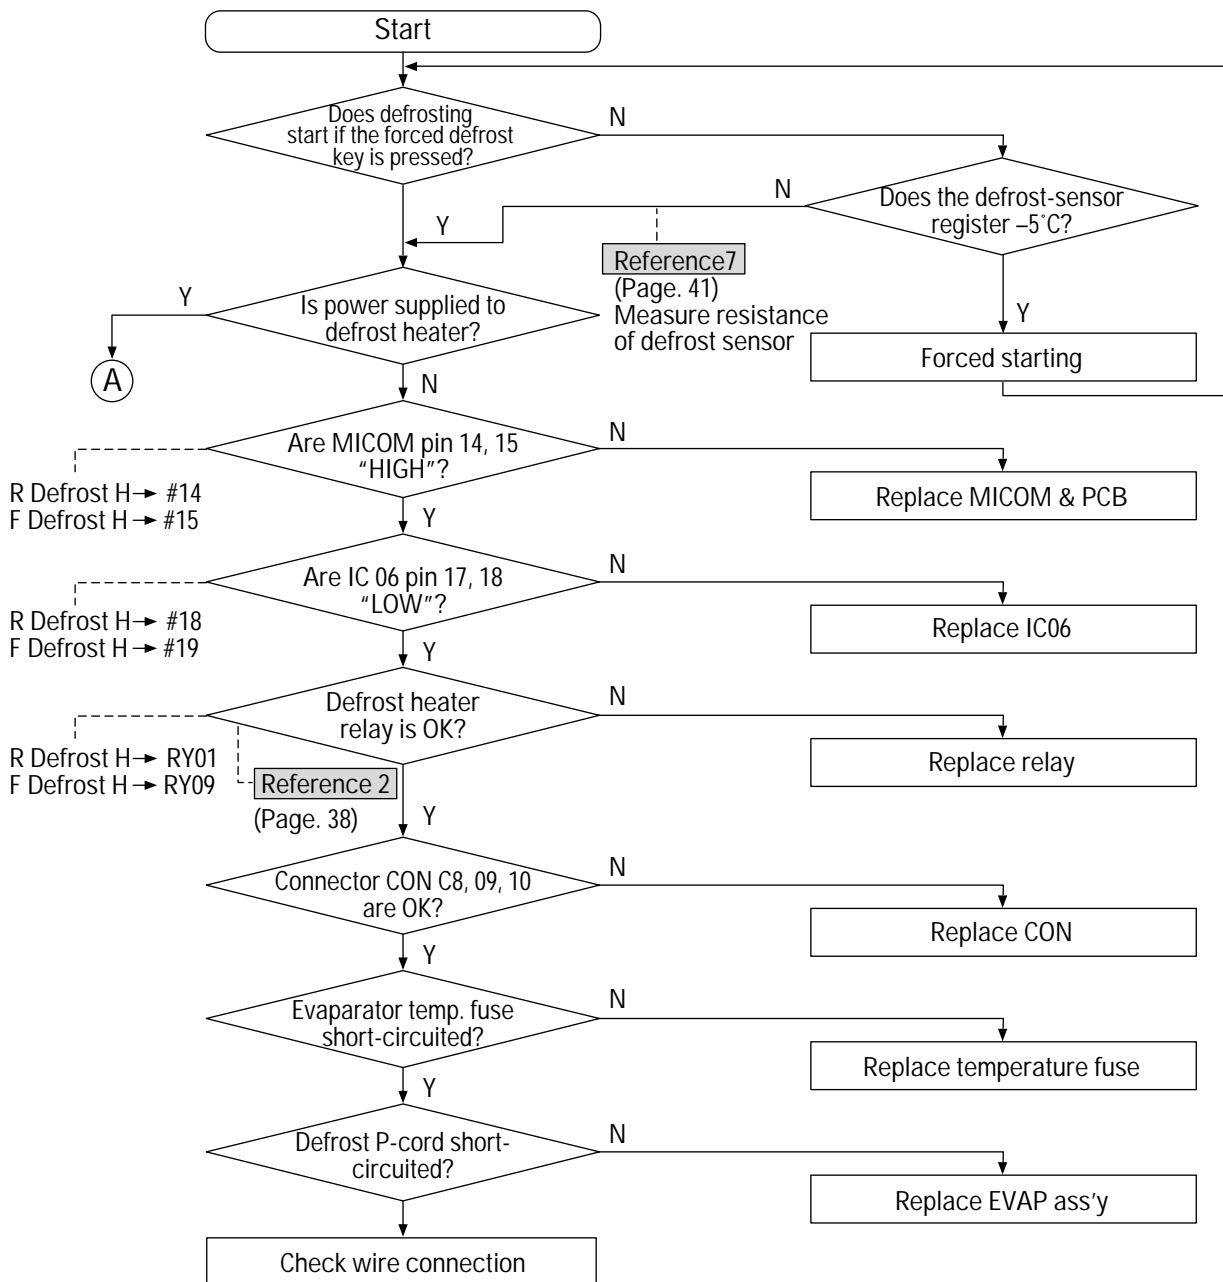 Start
Does defrosting
start if the forced defrost
key is pressed?
N
Does the defrost-sensor
register –5˚C?
N
Y
Reference7
(Page. 41)
Measure resistance
of defrost sensor
Y
Forced starting
Is power supplied to
defrost heater?
Y
A
N
Are MICOM pin 14, 15
“HIGH”?
N
Replace MICOM & PCB
R Defrost H→ #14
F Defrost H→ #15
Y
Are IC 06 pin 17, 18
“LOW”?
N
Replace IC06
R Defrost H→ #18
F Defrost H→ #19
Y
Defrost heater
relay is OK?
N
Replace relay
R Defrost H→ RY01
F Defrost H→ RY09
Reference 2
(Page. 38)
Y
Connector CON C8, 09, 10
are OK?
N
Replace CON
Y
Evaparator temp. fuse
short-circuited?
N
Replace temperature fuse
Y
Defrost P-cord short-
circuited?
N
Replace EVAP ass’y
Check wire connection